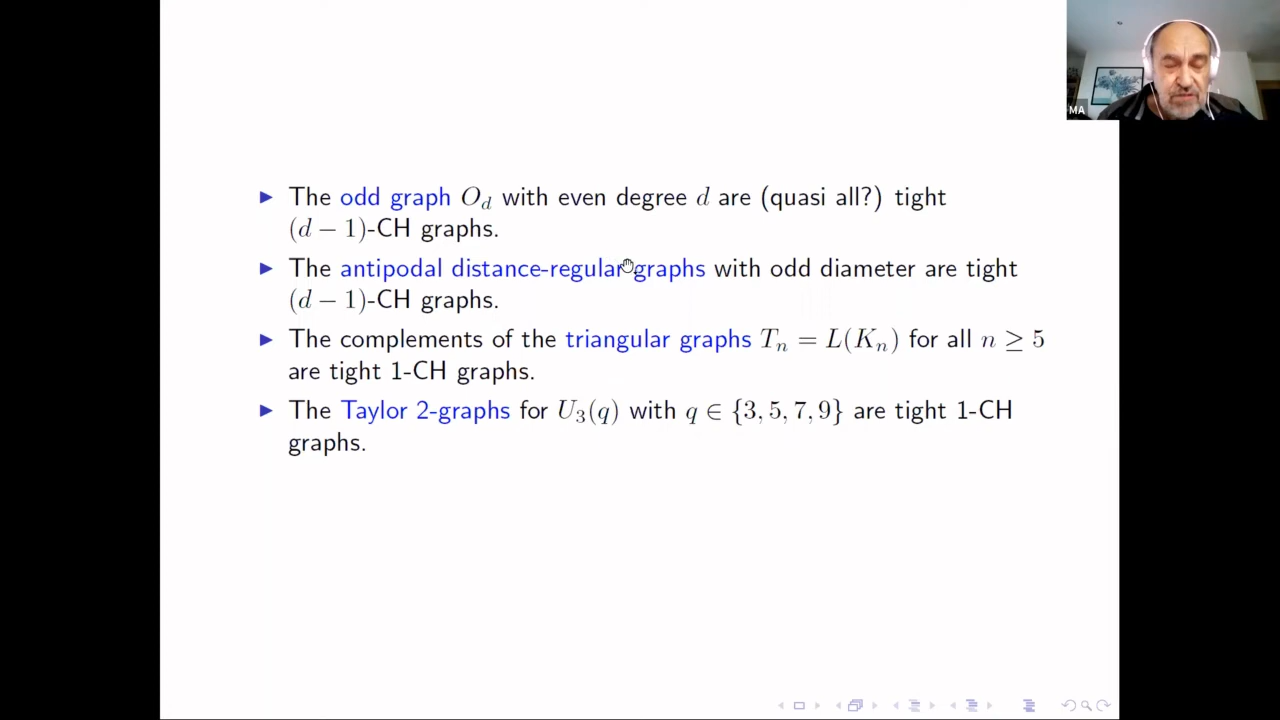 MA
The odd graph O_d with even degree d are (quasi all?) tight
(d − 1)-CH graphs.
The antipodal distance-regular graphs with odd diameter are tight
(d − 1)-CH graphs.
The complements of the triangular graphs T_n = L(K_n) for all n ≥ 5
are tight 1-CH graphs.
The Taylor 2-graphs for U_3(q) with q ∈ {3, 5, 7, 9} are tight 1-CH
graphs.